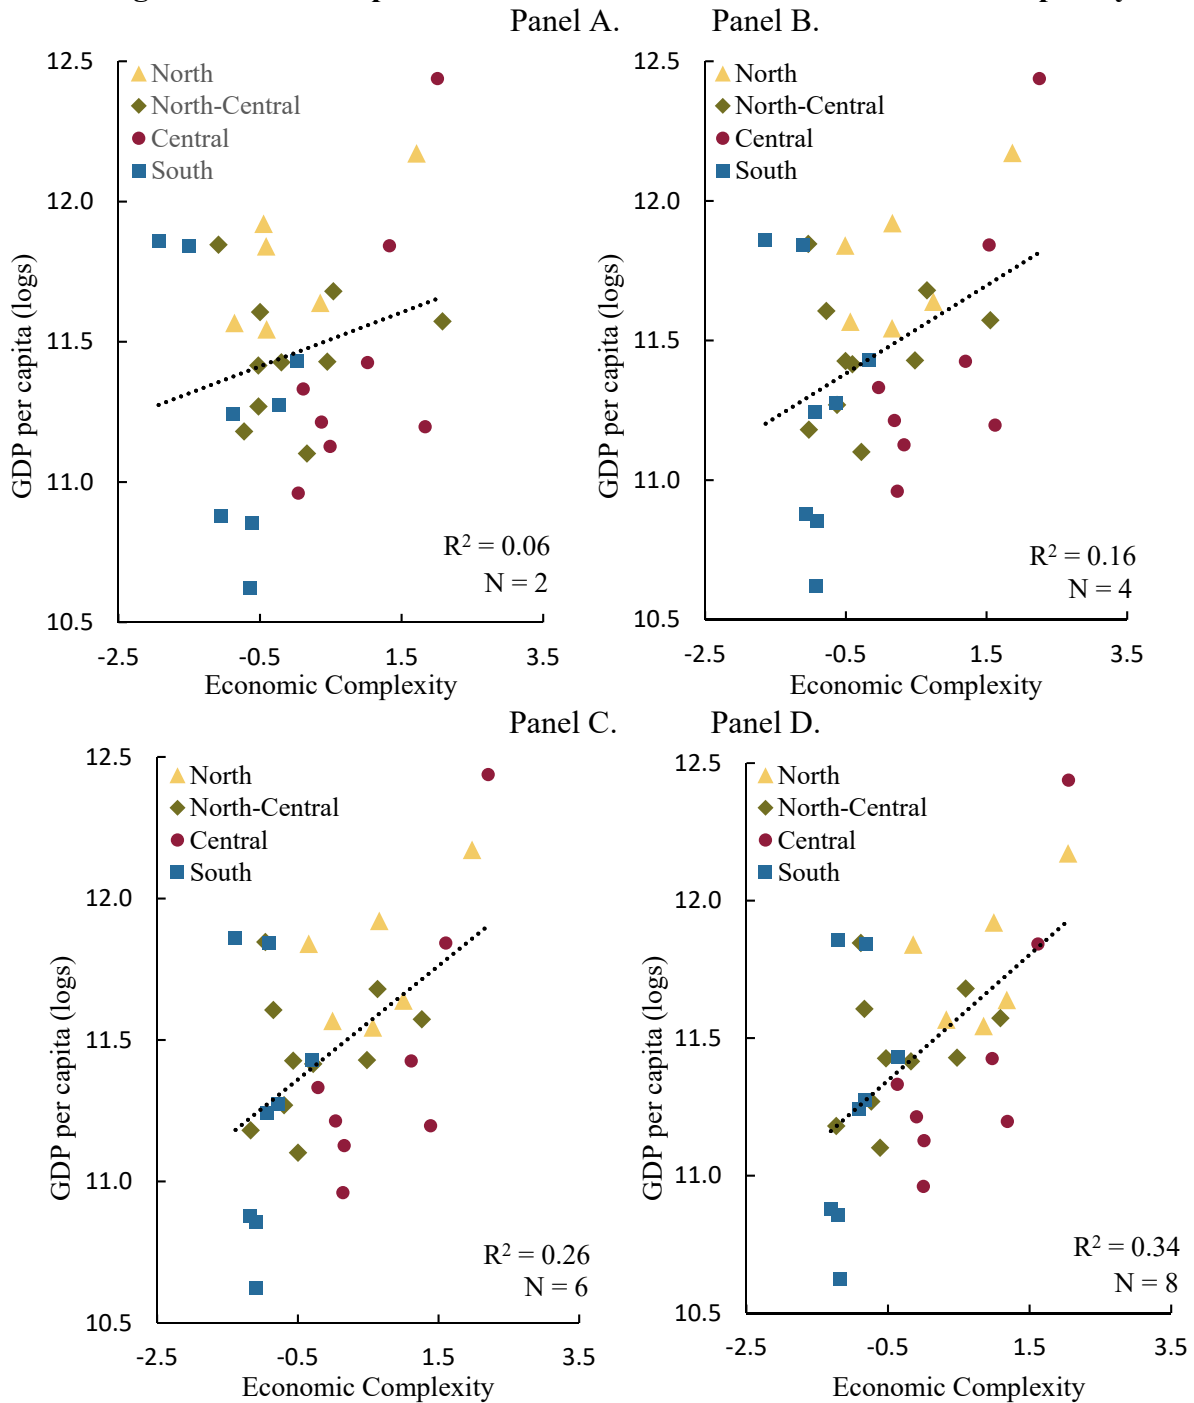 Panel A. Panel B.
12.5
12.0
11.5
11.0
10.5
GDP per capita (logs)
North
North-Central
Central
South
R² = 0.06
N = 2
-2.5 -0.5 1.5 3.5
Economic Complexity
12.5
12.0
11.5
11.0
10.5
GDP per capita (logs)
North
North-Central
Central
South
R² = 0.16
N = 4
-2.5 -0.5 1.5 3.5
Economic Complexity
Panel C. Panel D.
12.5
12.0
11.5
11.0
10.5
GDP per capita (logs)
North
North-Central
Central
South
R² = 0.26
N = 6
-2.5 -0.5 1.5 3.5
Economic Complexity
12.5
12.0
11.5
11.0
10.5
GDP per capita (logs)
North
North-Central
Central
South
R² = 0.34
N = 8
-2.5 -0.5 1.5 3.5
Economic Complexity